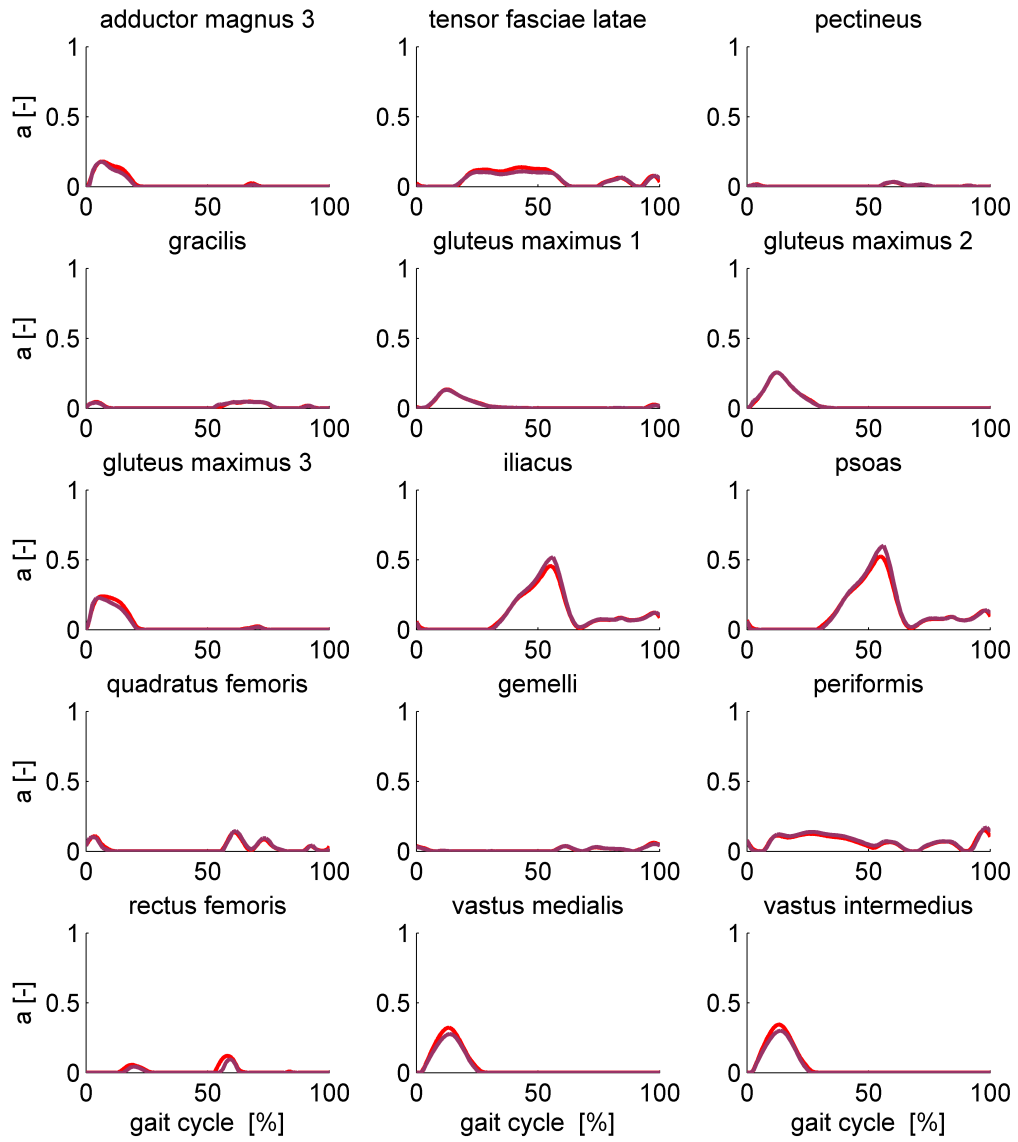 adductor magnus 3 tensor fasciae latae pectineus
1 1 1
a [-] 0.5 0.5 0.5
0 0 0
0 50 100 0 50 100 0 50 100
gracilis gluteus maximus 1 gluteus maximus 2
1 1 1
a [-] 0.5 0.5 0.5
0 0 0
0 50 100 0 50 100 0 50 100
gluteus maximus 3 iliacus psoas
1 1 1
a [-] 0.5 0.5 0.5
0 0 0
0 50 100 0 50 100 0 50 100
quadratus femoris gemelli periformis
1 1 1
a [-] 0.5 0.5 0.5
0 0 0
0 50 100 0 50 100 0 50 100
rectus femoris vastus medialis vastus intermedius
1 1 1
a [-] 0.5 0.5 0.5
0 0 0
0 50 100 0 50 100 0 50 100
gait cycle [%] gait cycle [%] gait cycle [%]